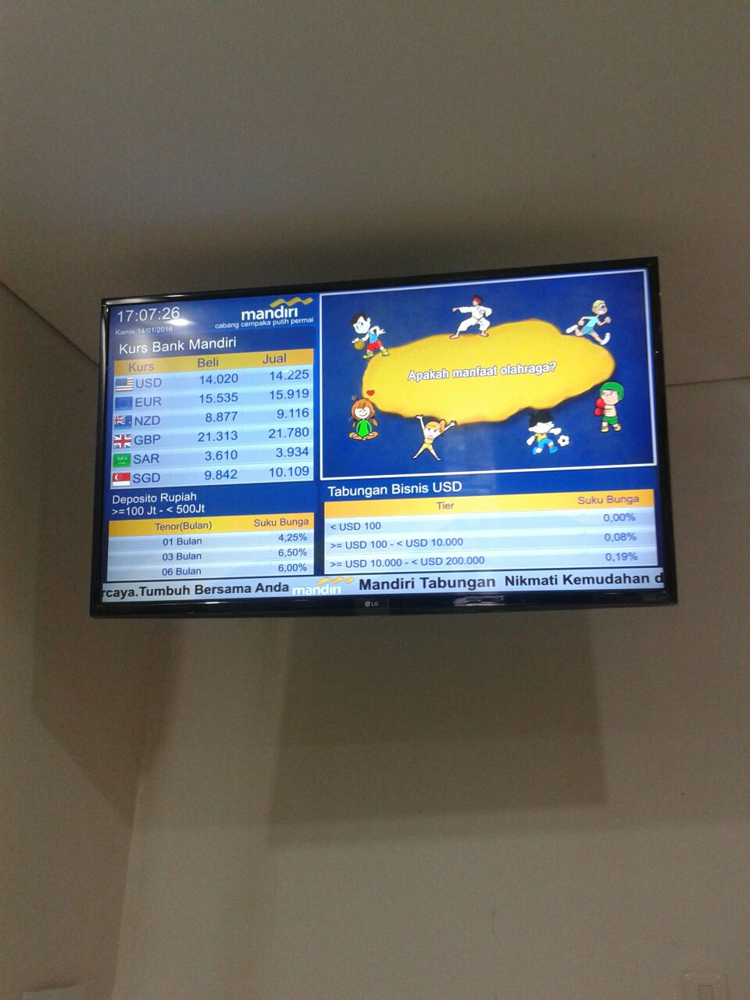 17:07:26
Kamis,14/01/2016
mandiri
cabang cempaka putih permai
Kurs Bank Mandiri
Kurs Beli Jual
USD 14.020 14.225
EUR 15.535 15.919
NZD 8.877 9.116
GBP 21.313 21.780
SAR 3.610 3.934
SGD 9.842 10.109
Deposito Rupiah
>=100 Jt - < 500Jt
Tenor(Bulan) Suku Bunga
01 Bulan 4,25%
03 Bulan 6,50%
06 Bulan 6,00%
Apakah manfaat olahraga?
Tabungan Bisnis USD
Tier Suku Bunga
< USD 100 0,00%
>= USD 100 - < USD 10.000 0,08%
>= USD 10.000 - < USD 200.000 0,19%
rcaya.Tumbuh Bersama Anda mandiri Mandiri Tabungan Nikmati Kemudahan d
LG